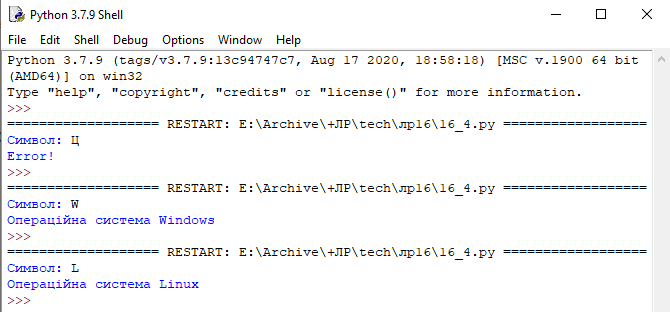 Python 3.7.9 Shell
File Edit Shell Debug Options Window Help
Python 3.7.9 (tags/v3.7.9:13c94747c7, Aug 17 2020, 18:58:18) [MSC v.1900 64 bit
(AMD64)] on win32
Type "help", "copyright", "credits" or "license()" for more information.
>>>
=================== RESTART: E:\Archive\+ЛР\tech\лр16\16_4.py ==================
Символ: Ц
Error!
>>>
=================== RESTART: E:\Archive\+ЛР\tech\лр16\16_4.py ==================
Символ: W
Операційна система Windows
>>>
=================== RESTART: E:\Archive\+ЛР\tech\лр16\16_4.py ==================
Символ: L
Операційна система Linux
>>>